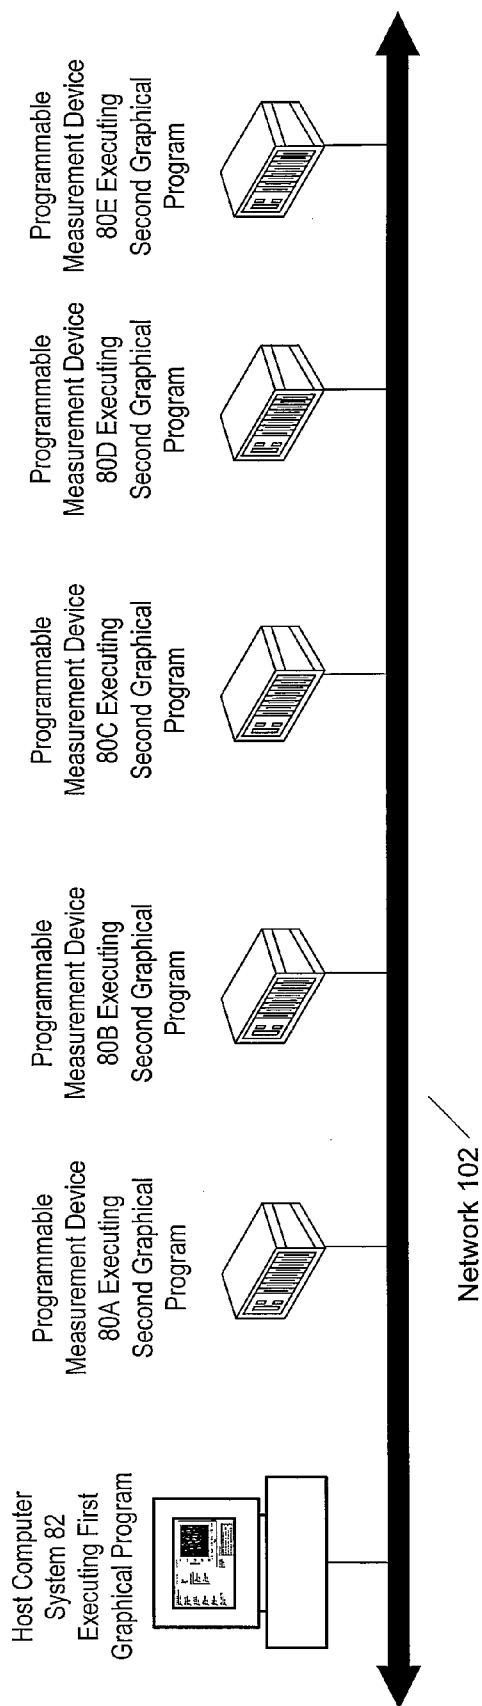 Host Computer
System 82
Executing First
Graphical Program
Programmable
Measurement Device
80A Executing
Second Graphical
Program
Programmable
Measurement Device
80B Executing
Second Graphical
Program
Programmable
Measurement Device
80C Executing
Second Graphical
Program
Programmable
Measurement Device
80D Executing
Second Graphical
Program
Programmable
Measurement Device
80E Executing
Second Graphical
Program
Network 102